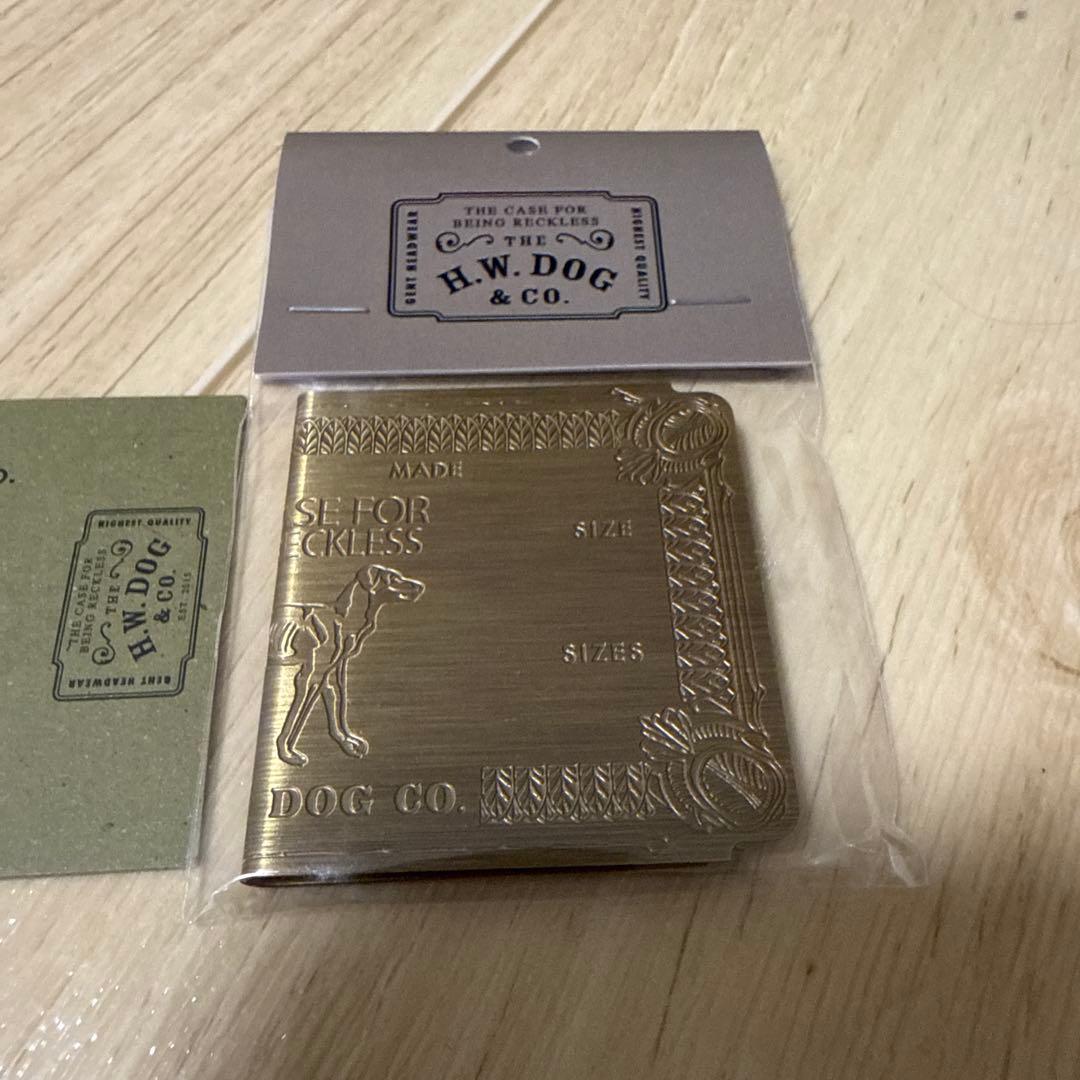 THE CASE FOR
BEING RECKLESS
THE
H.W. DOG
& CO.
GENT HEADWEAR
HIGHEST QUALITY
MADE
SE FOR
CKLESS
SIZE
SIZES
DOG CO.
O.
HIGHEST QUALITY
THE CASE FOR
BEING RECKLESS
THE
H.W. DOG
& CO.
EST. 2015
GENT HEADWEAR